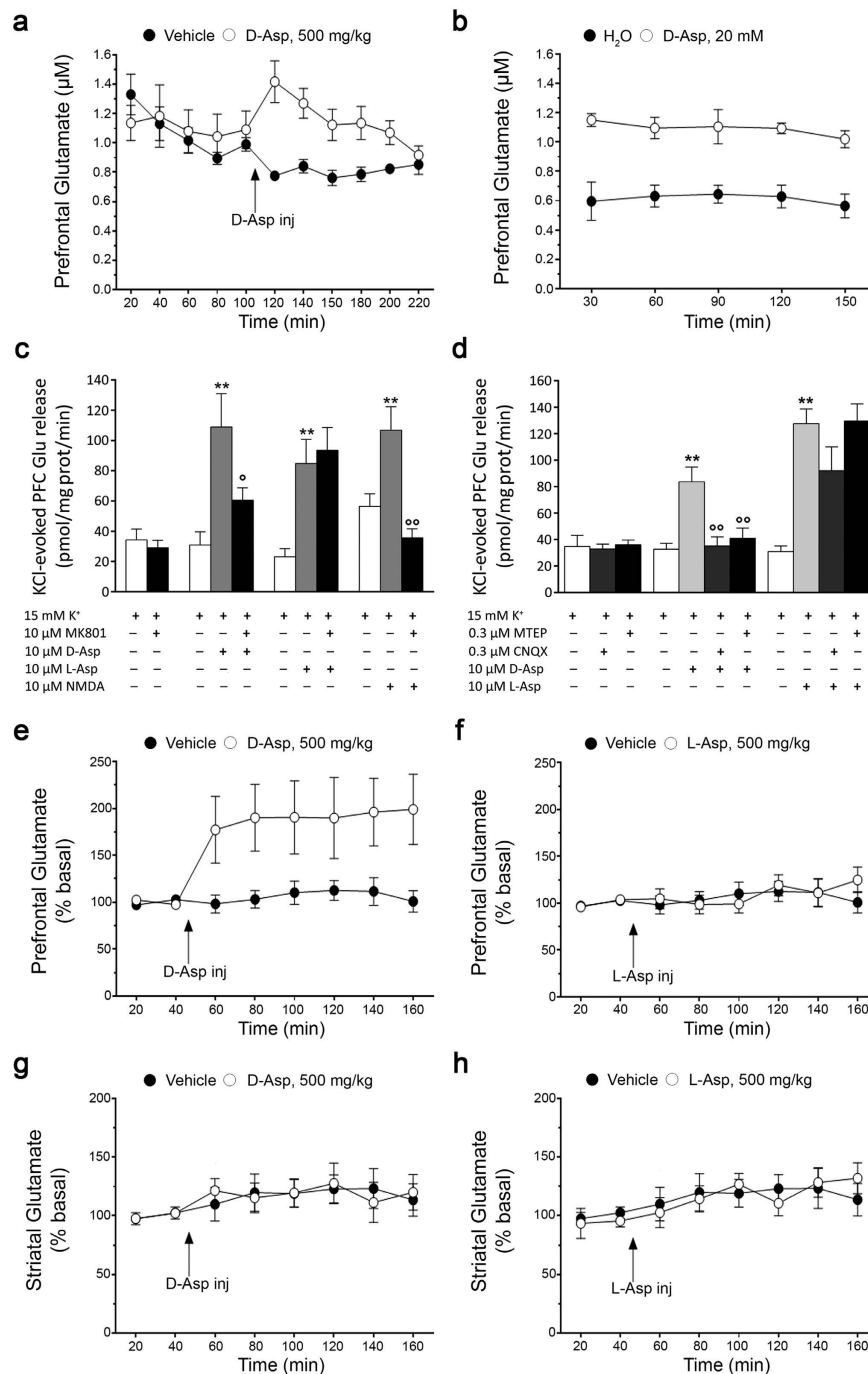 a
● Vehicle ○ D-Asp, 500 mg/kg
Prefrontal Glutamate (µM)
1.6
1.4
1.2
1.0
0.8
0.6
0.4
0.2
0.0
D-Asp inj
20 40 60 80 100 120 140 160 180 200 220
Time (min)
b
● H₂O ○ D-Asp, 20 mM
Prefrontal Glutamate (µM)
1.6
1.4
1.2
1.0
0.8
0.6
0.4
0.2
0.0
30 60 90 120 150
Time (min)
c
KCl-evoked PFC Glu release
(pmol/mg prot/min)
140
120
100
80
60
40
20
0
** ° ** ** °°
15 mM K⁺ + + + + + + + + + + +
10 µM MK801 – + – – + – – + – – +
10 µM D-Asp – – – + + – – – – – –
10 µM L-Asp – – – – – – + + – – –
10 µM NMDA – – – – – – – – – + +
d
KCl-evoked PFC Glu release
(pmol/mg prot/min)
160
140
120
100
80
60
40
20
0
** °° °° **
15 mM K⁺ + + + + + + + + + + +
0.3 µM MTEP – – + – – – + – – – +
0.3 µM CNQX – + – – – + – – – + –
10 µM D-Asp – – – – + + + – – – –
10 µM L-Asp – – – – – – – – + + +
e
● Vehicle ○ D-Asp, 500 mg/kg
Prefrontal Glutamate
(% basal)
250
200
150
100
50
0
D-Asp inj
20 40 60 80 100 120 140 160
Time (min)
f
● Vehicle ○ L-Asp, 500 mg/kg
Prefrontal Glutamate
(% basal)
250
200
150
100
50
0
L-Asp inj
20 40 60 80 100 120 140 160
Time (min)
g
● Vehicle ○ D-Asp, 500 mg/kg
Striatal Glutamate
(% basal)
200
150
100
50
0
D-Asp inj
20 40 60 80 100 120 140 160
Time (min)
h
● Vehicle ○ L-Asp, 500 mg/kg
Striatal Glutamate
(% basal)
200
150
100
50
0
L-Asp inj
20 40 60 80 100 120 140 160
Time (min)